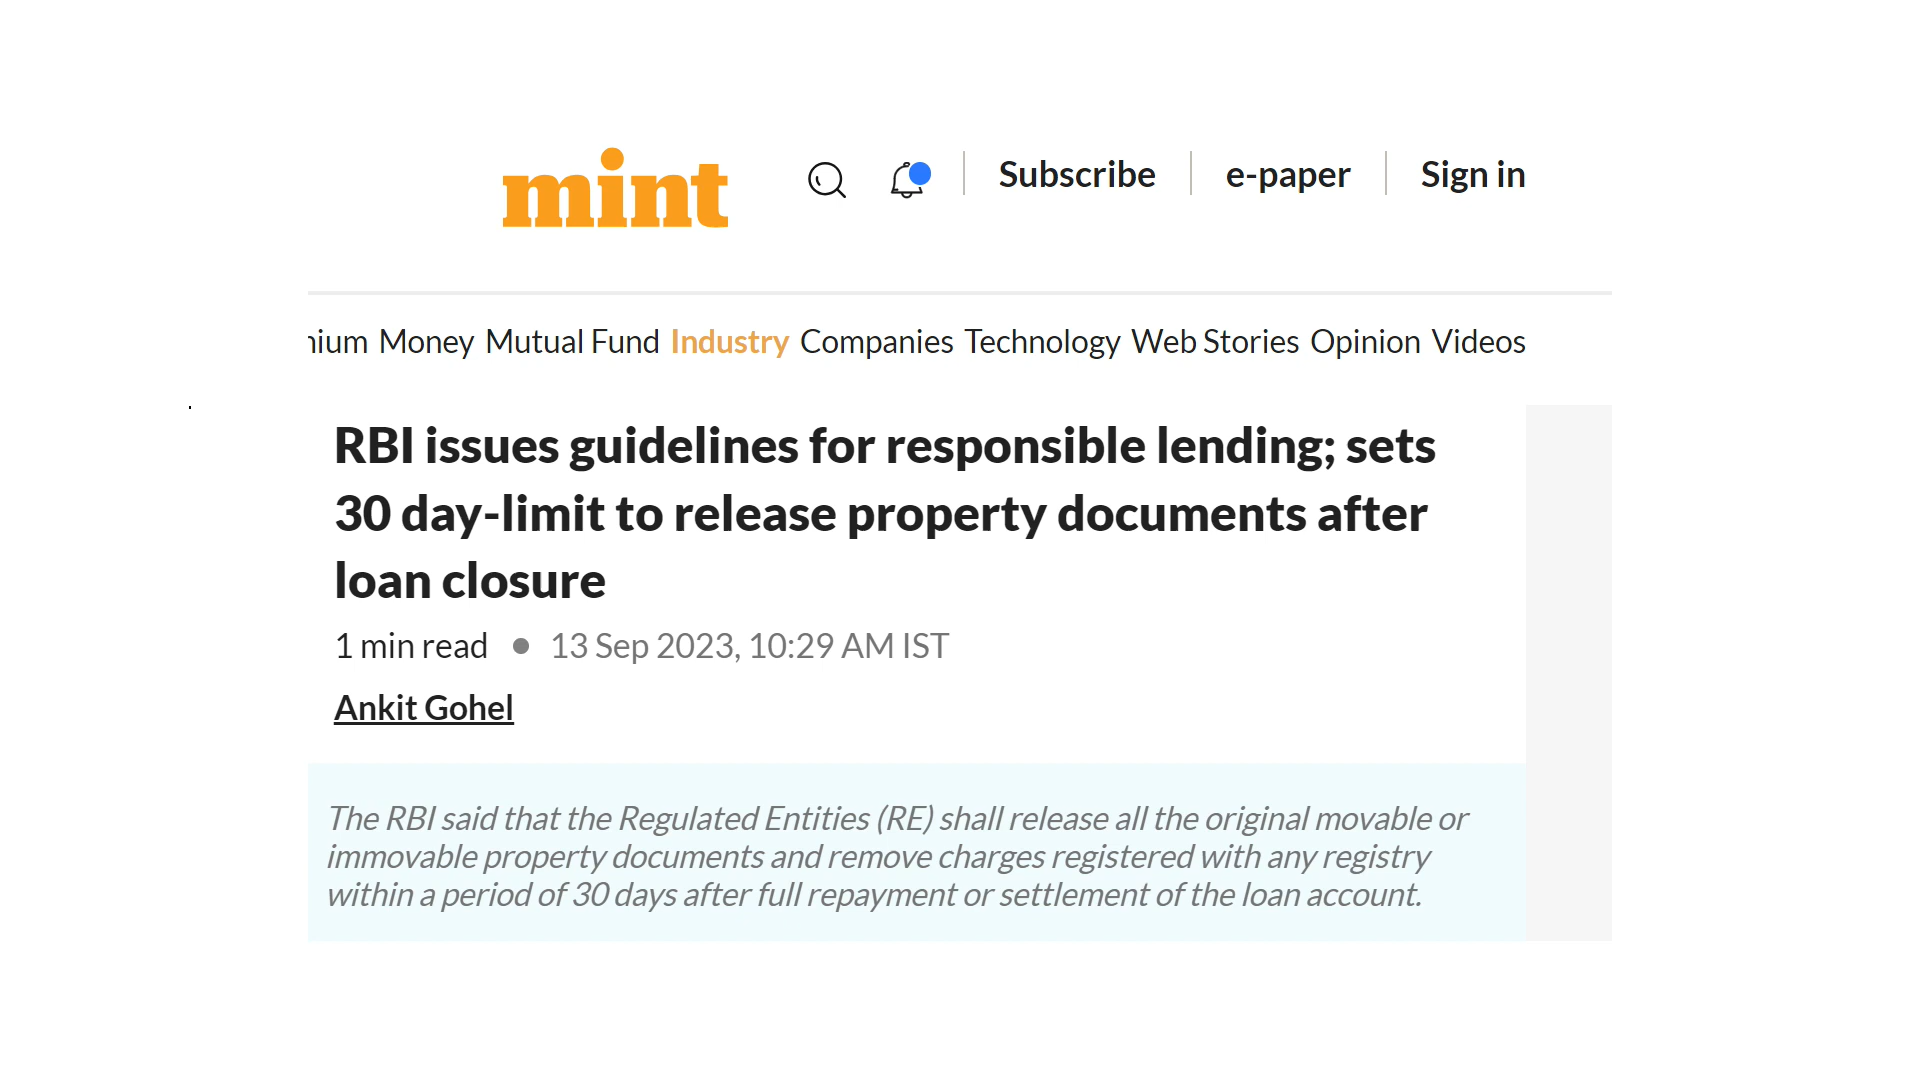 mint
Subscribe
e-paper
Sign in
nium Money Mutual Fund Industry Companies Technology Web Stories Opinion Videos
RBI issues guidelines for responsible lending; sets
30 day-limit to release property documents after
loan closure
1 min read ● 13 Sep 2023, 10:29 AM IST
Ankit Gohel
The RBI said that the Regulated Entities (RE) shall release all the original movable or
immovable property documents and remove charges registered with any registry
within a period of 30 days after full repayment or settlement of the loan account.